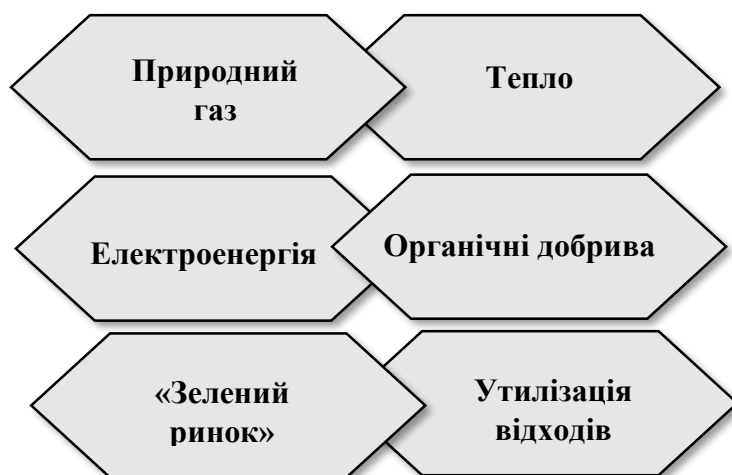 Природний
газ
Тепло
Електроенергія
Органічні добрива
«Зелений
ринок»
Утилізація
відходів